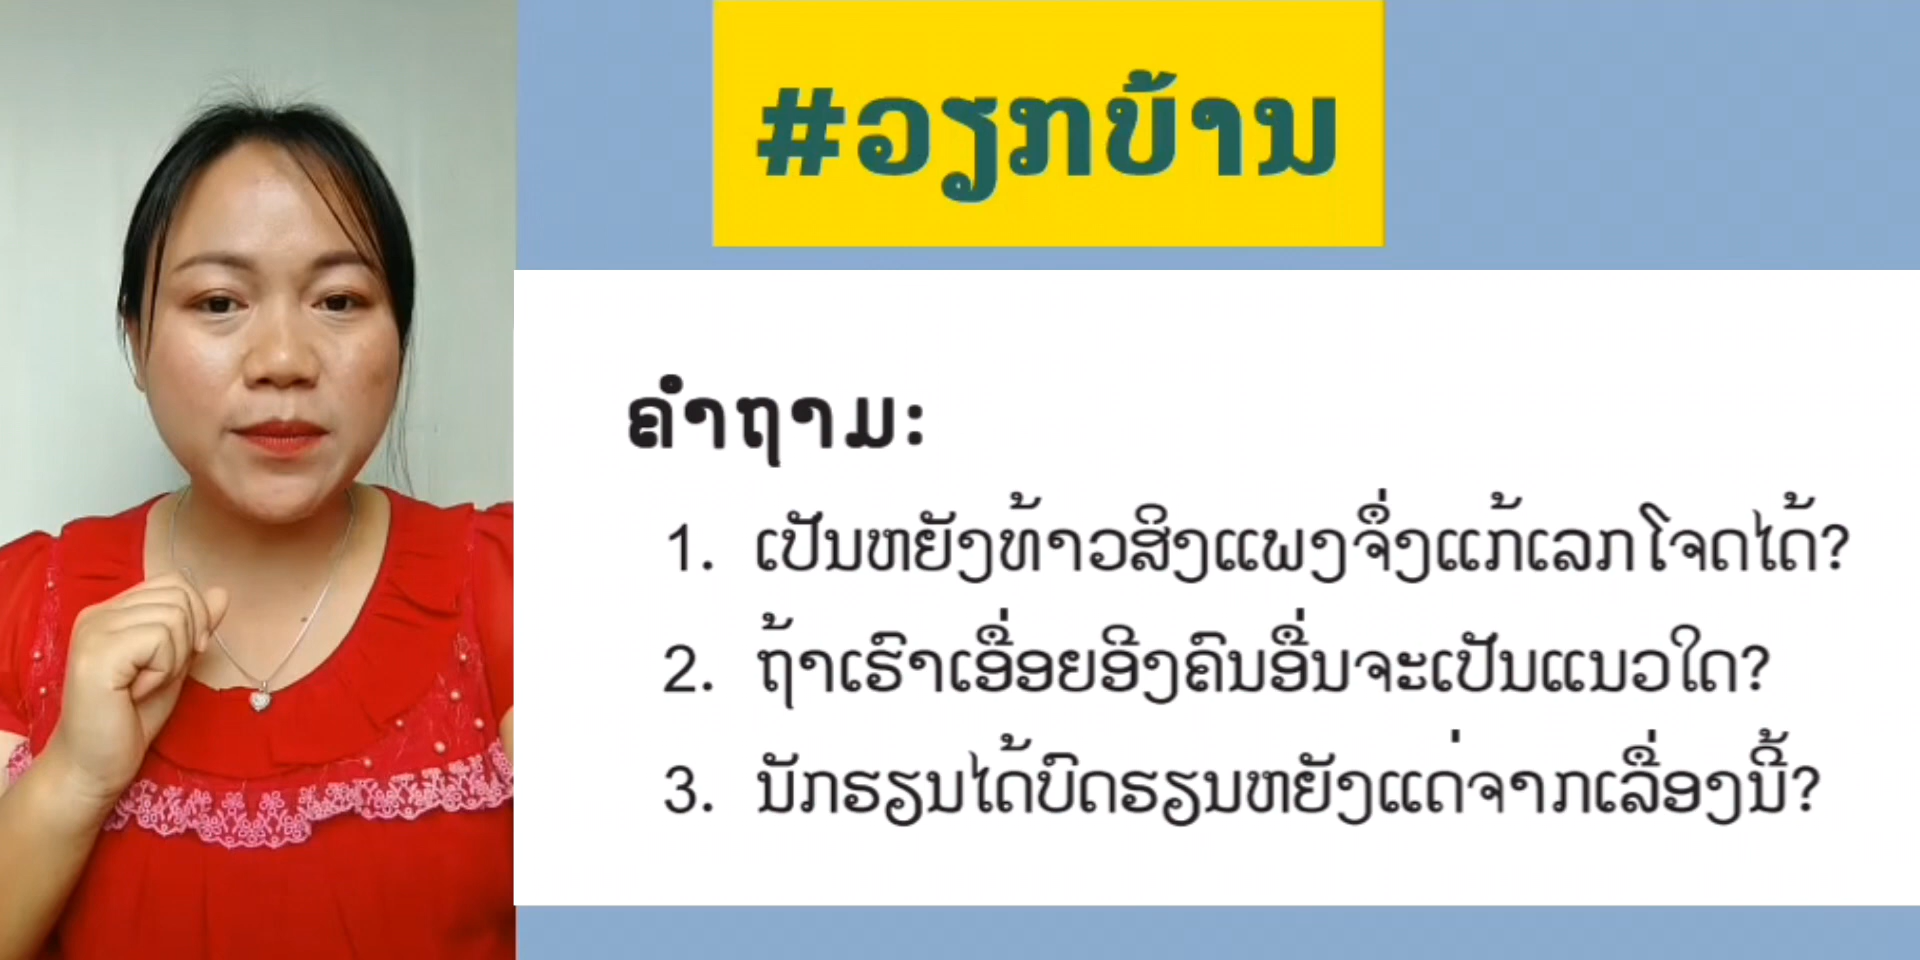 #ວຽກບ້ານ
ຄຳຖາມ:
1. ເປັນຫຍັງທ້າວສິງແພງຈຶ່ງແກ້ເລກໂຈດໄດ້?
2. ຖ້າເຮົາເອື່ອຍອີງຄົນອື່ນຈະເປັນແນວໃດ?
3. ນັກຮຽນໄດ້ບົດຮຽນຫຍັງແດ່ຈາກເລື່ອງນີ້?